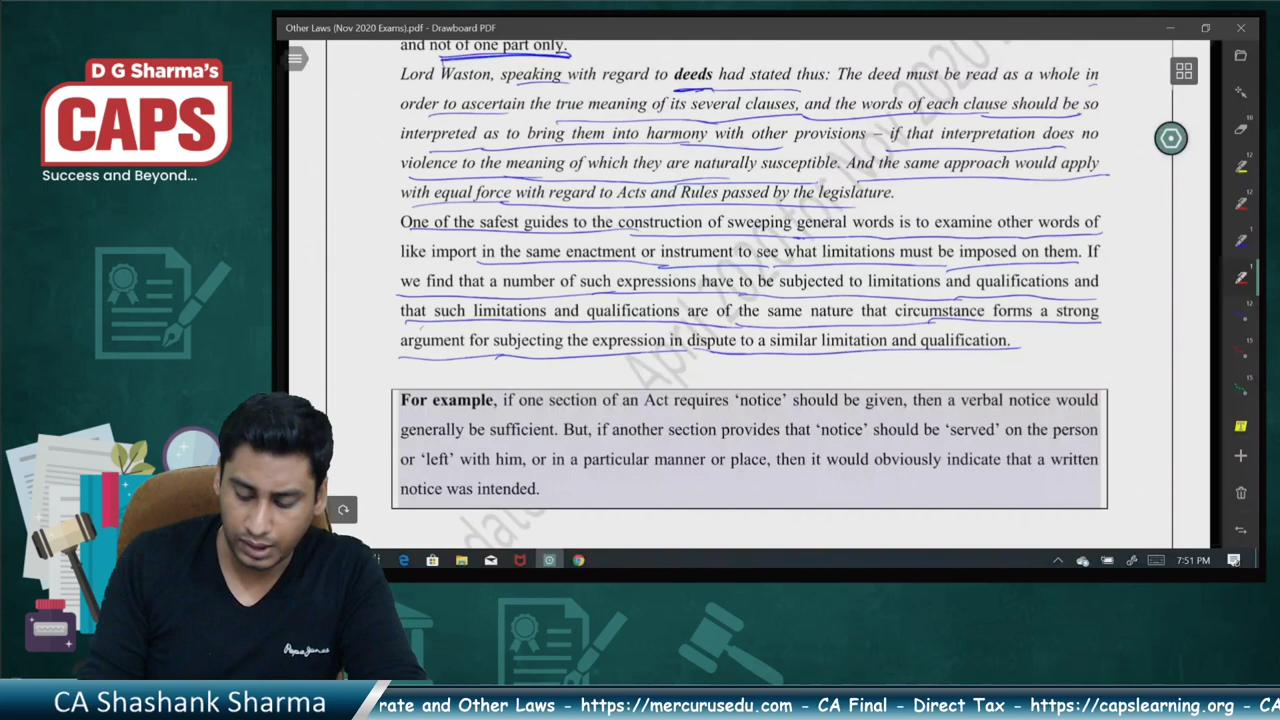 Other Laws (Nov 2020 Exams).pdf - Drawboard PDF
D G Sharma's
CAPS
Success and Beyond...
and not of one part only.
Lord Waston, speaking with regard to deeds had stated thus: The deed must be read as a whole in
order to ascertain the true meaning of its several clauses, and the words of each clause should be so
interpreted as to bring them into harmony with other provisions – if that interpretation does no
violence to the meaning of which they are naturally susceptible. And the same approach would apply
with equal force with regard to Acts and Rules passed by the legislature.
One of the safest guides to the construction of sweeping general words is to examine other words of
like import in the same enactment or instrument to see what limitations must be imposed on them. If
we find that a number of such expressions have to be subjected to limitations and qualifications and
that such limitations and qualifications are of the same nature that circumstance forms a strong
argument for subjecting the expression in dispute to a similar limitation and qualification.
For example, if one section of an Act requires ‘notice’ should be given, then a verbal notice would
generally be sufficient. But, if another section provides that ‘notice’ should be ‘served’ on the person
or ‘left’ with him, or in a particular manner or place, then it would obviously indicate that a written
notice was intended.
April 2020 for Nov 2020
7:51 PM
Pepe Jeans
CA Shashank Sharma
rate and Other Laws - https://mercurusedu.com - CA Final - Direct Tax - https://capslearning.org - CA